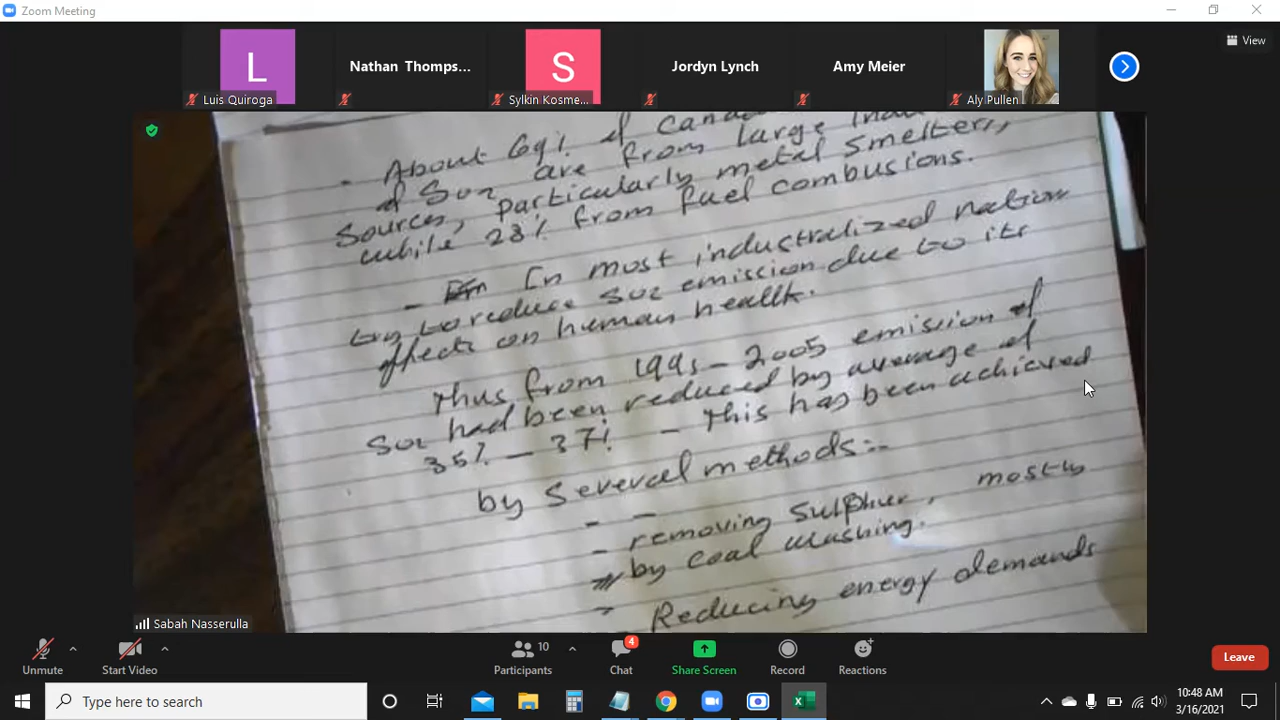 Zoom Meeting
View
L
Luis Quiroga
Nathan Thomps...
S
Sylkin Kosme...
Jordyn Lynch
Amy Meier
Aly Pullen
- About 69% of
of SO2 are from large
sources, particularly metal smelters,
while 28% from fuel combusions.
- In most industralized nation
try to reduce SO2 emission due to its
effects on human health.
Thus from 1995 - 2005 emission of
SO2 had been reduced by average of
35% - 37% - This has been achieved
by several methods:-
- -
- removing sulphur, mostly
by coal washing.
- Reducing energy demands
Sabah Nasserulla
Unmute
Start Video
10
Participants
4
Chat
Share Screen
Record
Reactions
Leave
Type here to search
10:48 AM
3/16/2021